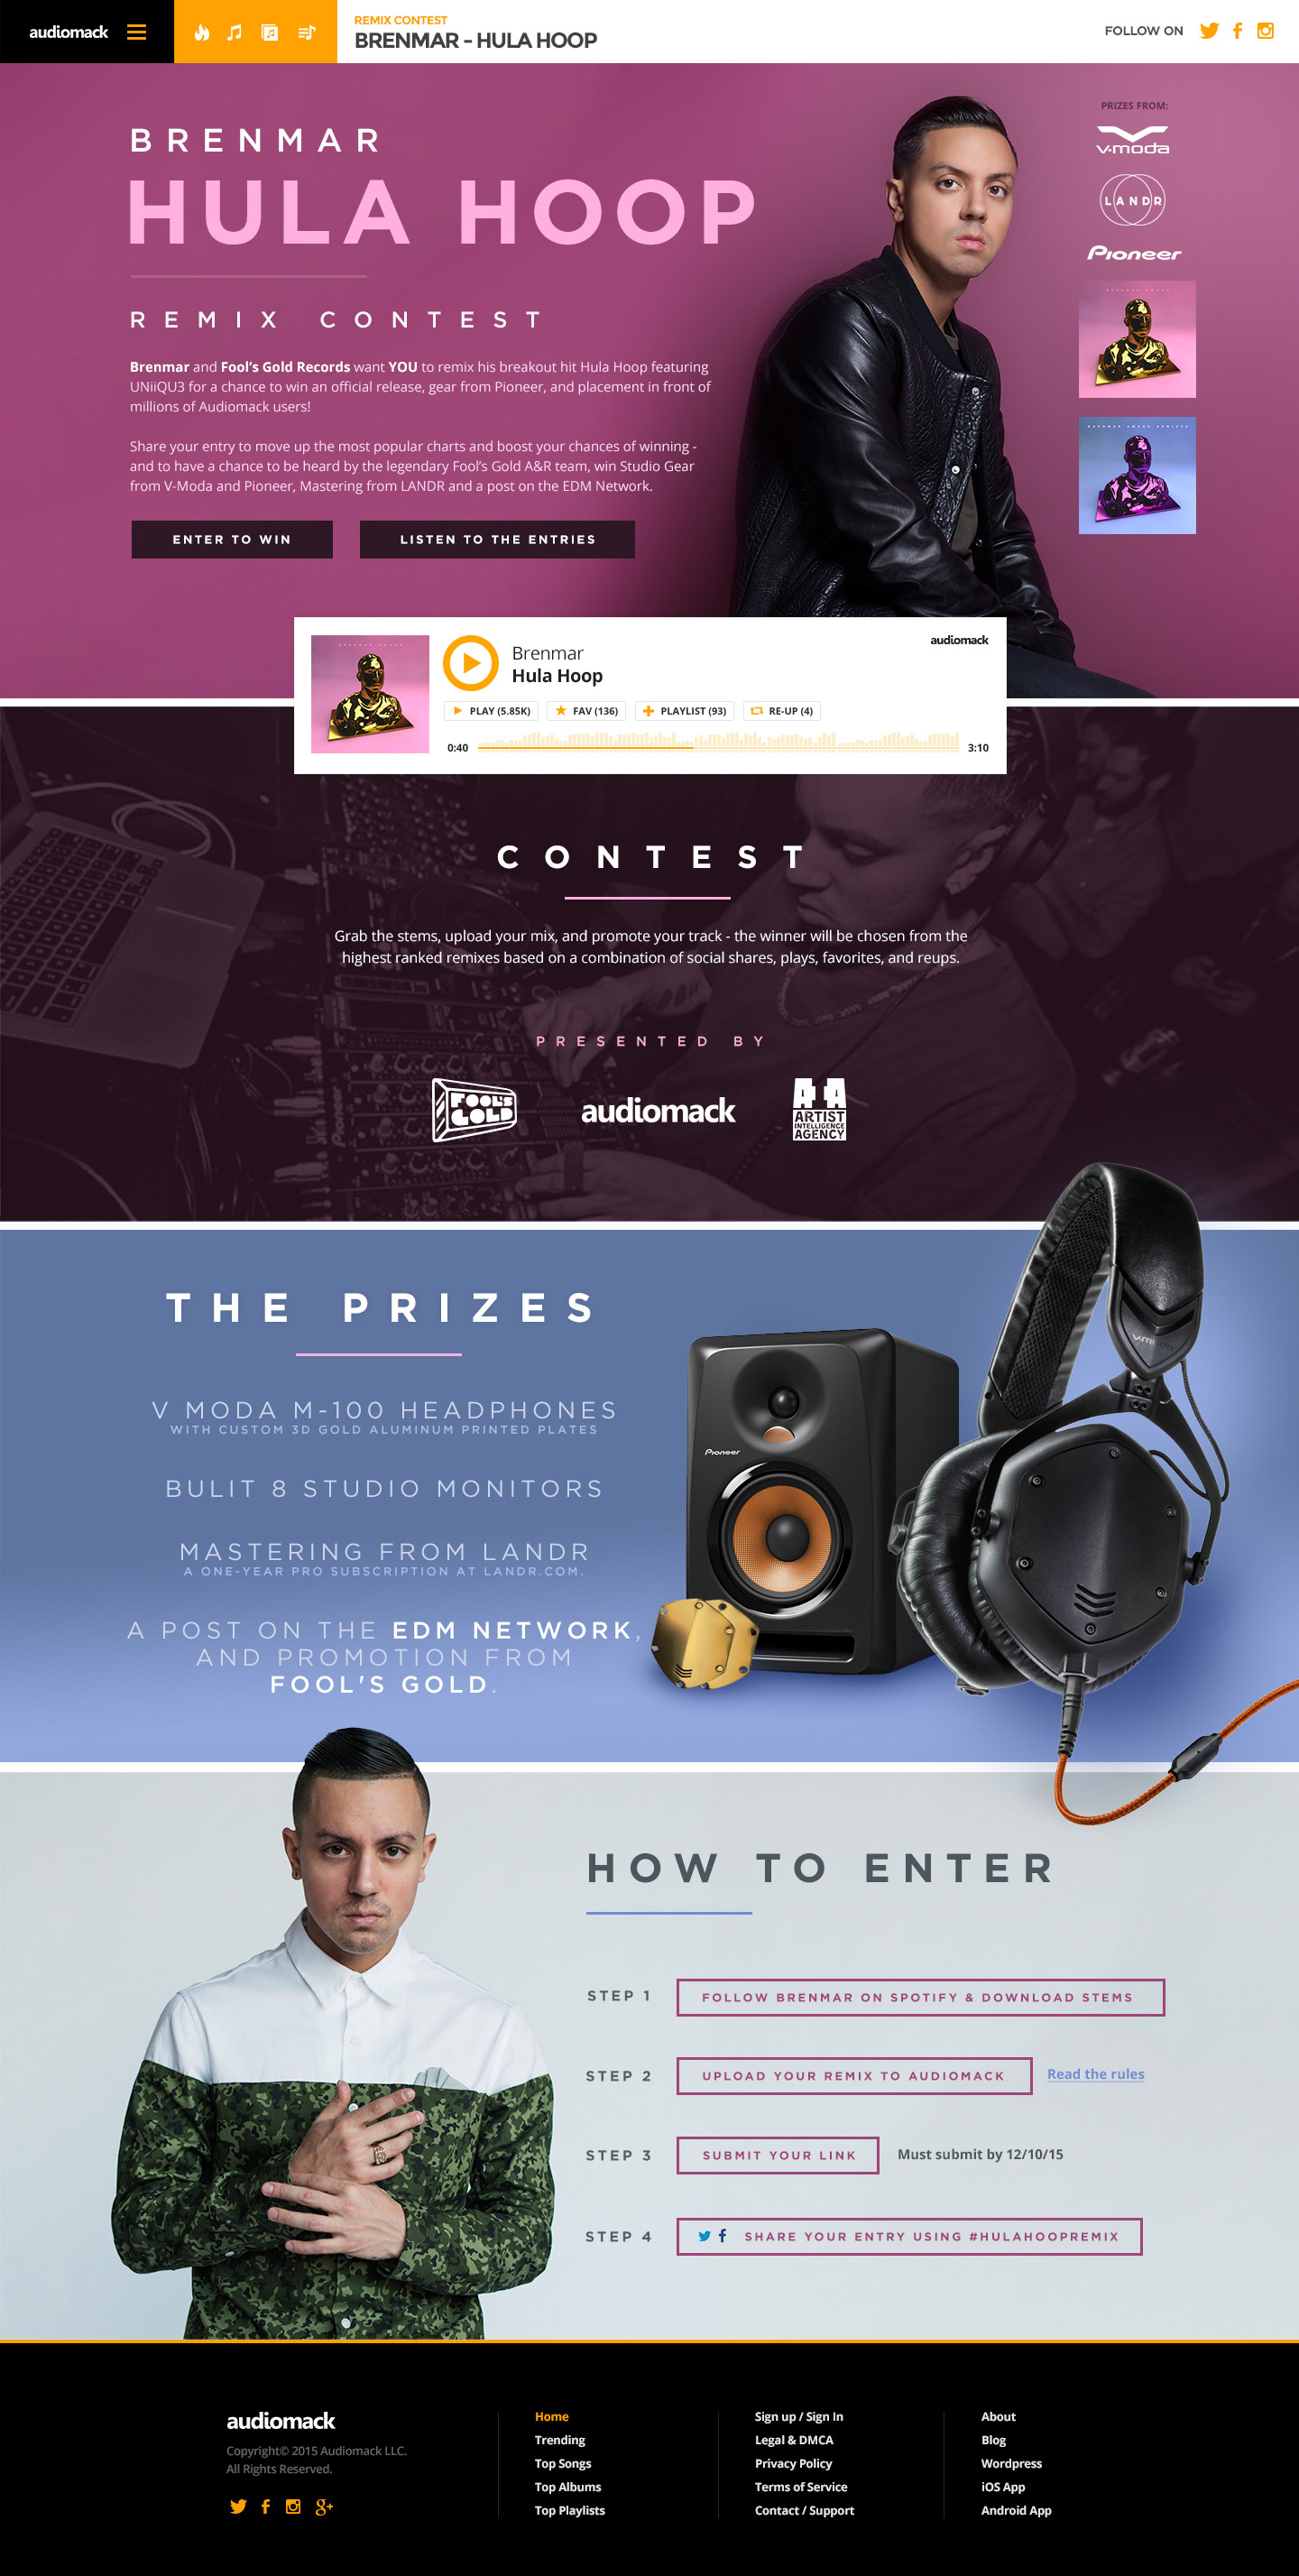 audiomack
REMIX CONTEST
BRENMAR - HULA HOOP
FOLLOW ON
BRENMAR
HULA HOOP
REMIX CONTEST
Brenmar and Fool's Gold Records want YOU to remix his breakout hit Hula Hoop featuring
UNiiQU3 for a chance to win an official release, gear from Pioneer, and placement in front of
millions of Audiomack users!
Share your entry to move up the most popular charts and boost your chances of winning -
and to have a chance to be heard by the legendary Fool's Gold A&R team, win Studio Gear
from V-Moda and Pioneer, Mastering from LANDR and a post on the EDM Network.
ENTER TO WIN
LISTEN TO THE ENTRIES
PRIZES FROM:
v-moda
LANDR
Pioneer
audiomack
Brenmar
Hula Hoop
PLAY (5.85K)
FAV (136)
PLAYLIST (93)
RE-UP (4)
0:40
3:10
CONTEST
Grab the stems, upload your mix, and promote your track - the winner will be chosen from the
highest ranked remixes based on a combination of social shares, plays, favorites, and reups.
PRESENTED BY
FOOL'S
GOLD
audiomack
AIA
ARTIST
INTELLIGENCE
AGENCY
THE PRIZES
V MODA M-100 HEADPHONES
WITH CUSTOM 3D GOLD ALUMINUM PRINTED PLATES
BULIT 8 STUDIO MONITORS
MASTERING FROM LANDR
A ONE-YEAR PRO SUBSCRIPTION AT LANDR.COM.
A POST ON THE EDM NETWORK,
AND PROMOTION FROM
FOOL'S GOLD.
Pioneer
v-moda
HOW TO ENTER
STEP 1
FOLLOW BRENMAR ON SPOTIFY & DOWNLOAD STEMS
STEP 2
UPLOAD YOUR REMIX TO AUDIOMACK
Read the rules
STEP 3
SUBMIT YOUR LINK
Must submit by 12/10/15
STEP 4
SHARE YOUR ENTRY USING #HULAHOOPREMIX
audiomack
Copyright© 2015 Audiomack LLC.
All Rights Reserved.
Home
Trending
Top Songs
Top Albums
Top Playlists
Sign up / Sign In
Legal & DMCA
Privacy Policy
Terms of Service
Contact / Support
About
Blog
Wordpress
iOS App
Android App